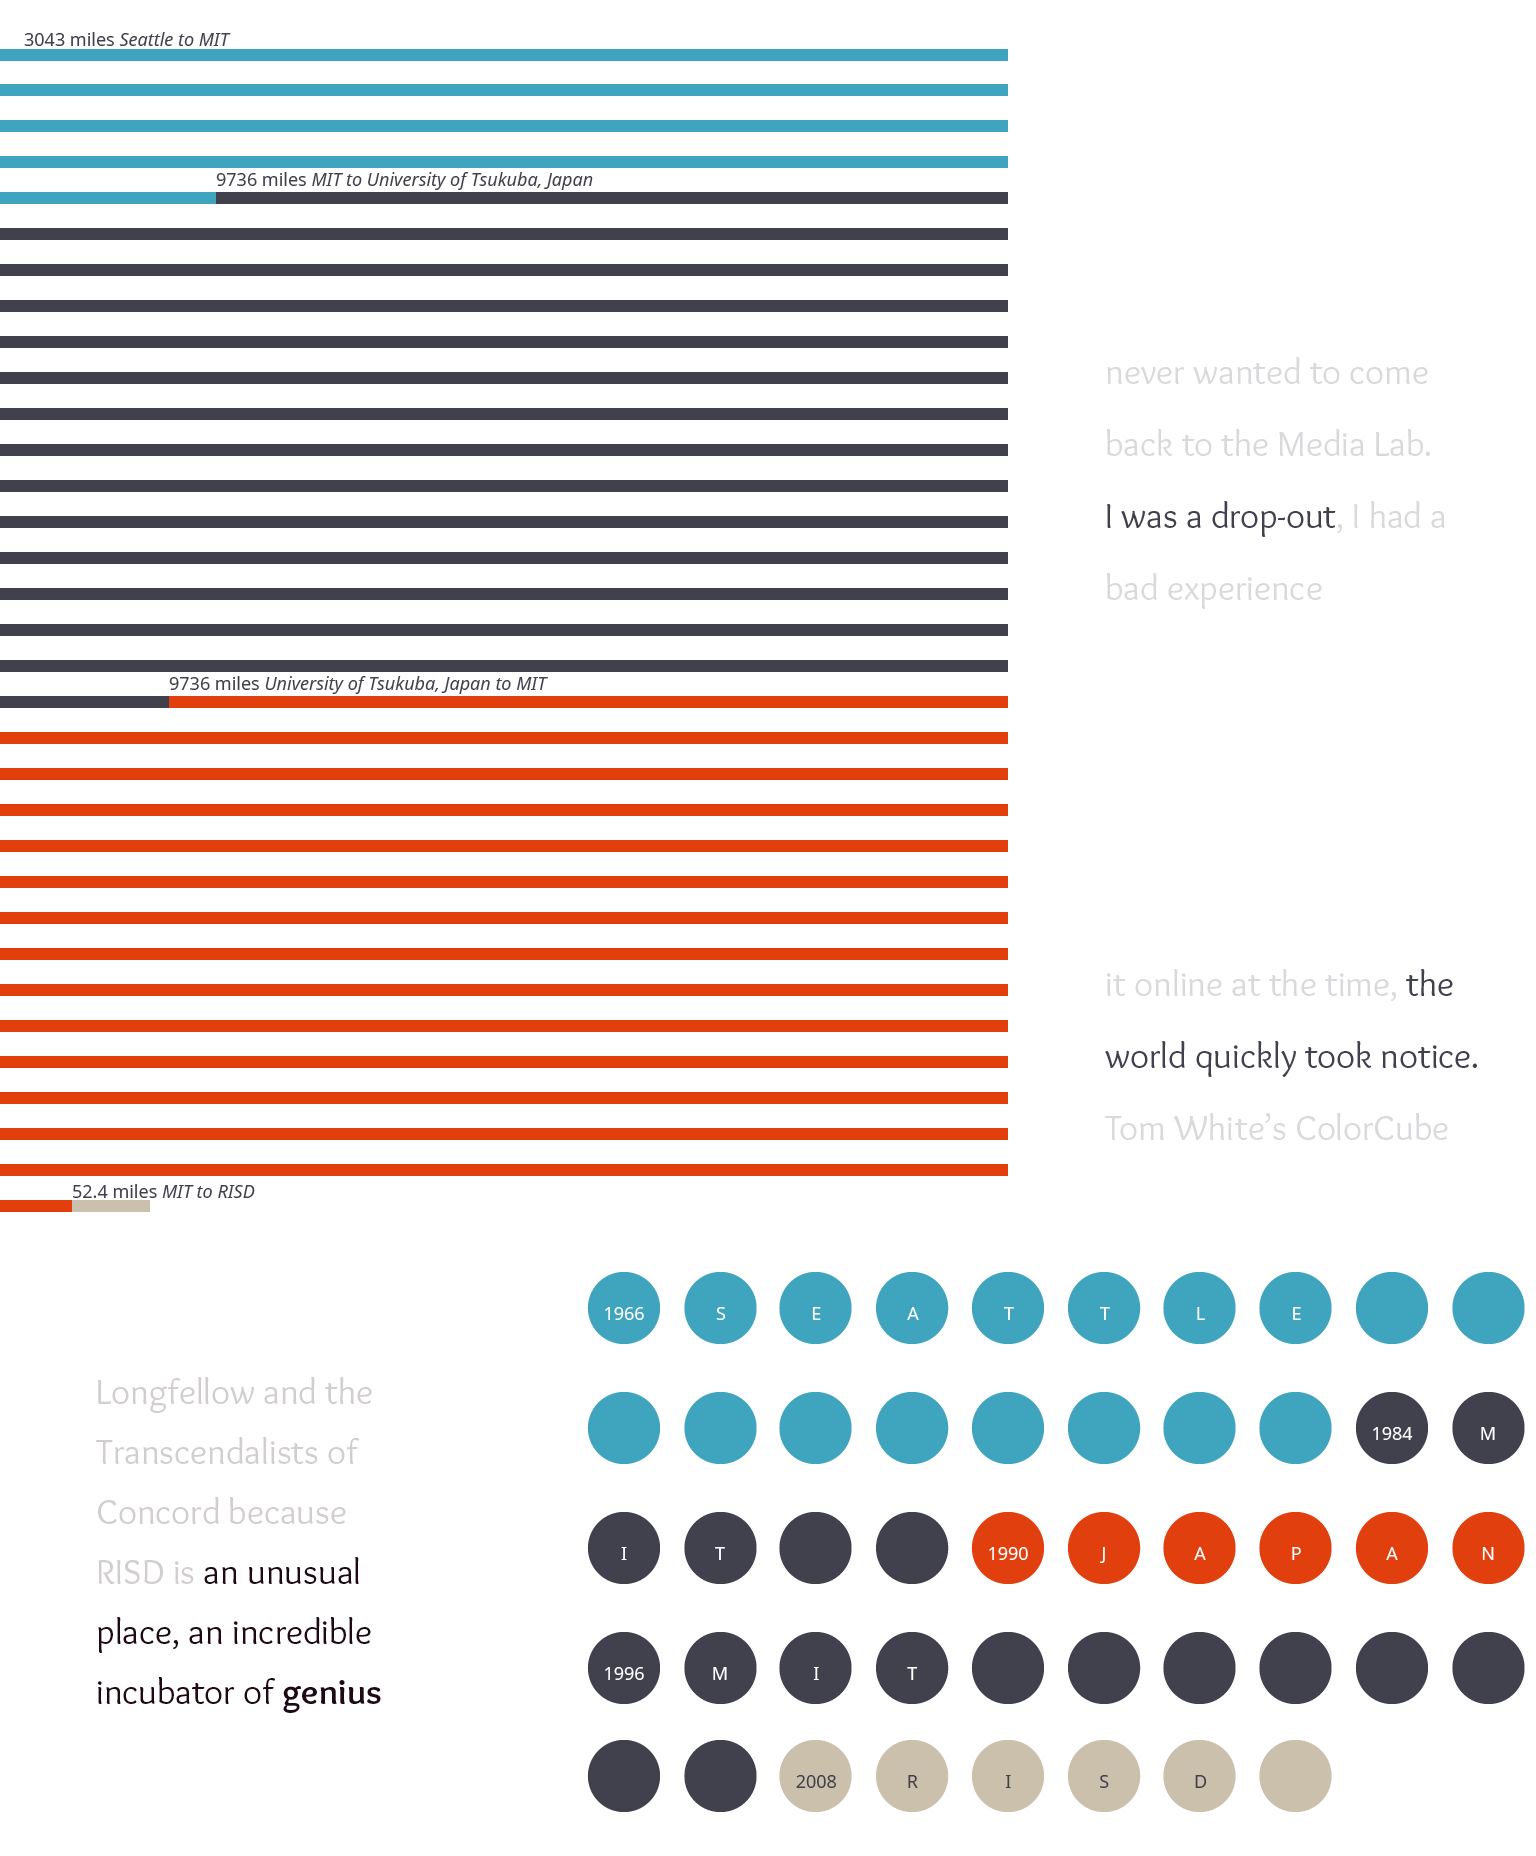 3043 miles Seattle to MIT
9736 miles MIT to University of Tsukuba, Japan
never wanted to come
back to the Media Lab.
I was a drop-out, I had a
bad experience
9736 miles University of Tsukuba, Japan to MIT
it online at the time, the
world quickly took notice.
Tom White's ColorCube
52.4 miles MIT to RISD
Longfellow and the
Transcendalists of
Concord because
RISD is an unusual
place, an incredible
incubator of genius
1966 S E A T T L E
1984 M
I T 1990 J A P A N
1996 M I T
2008 R I S D